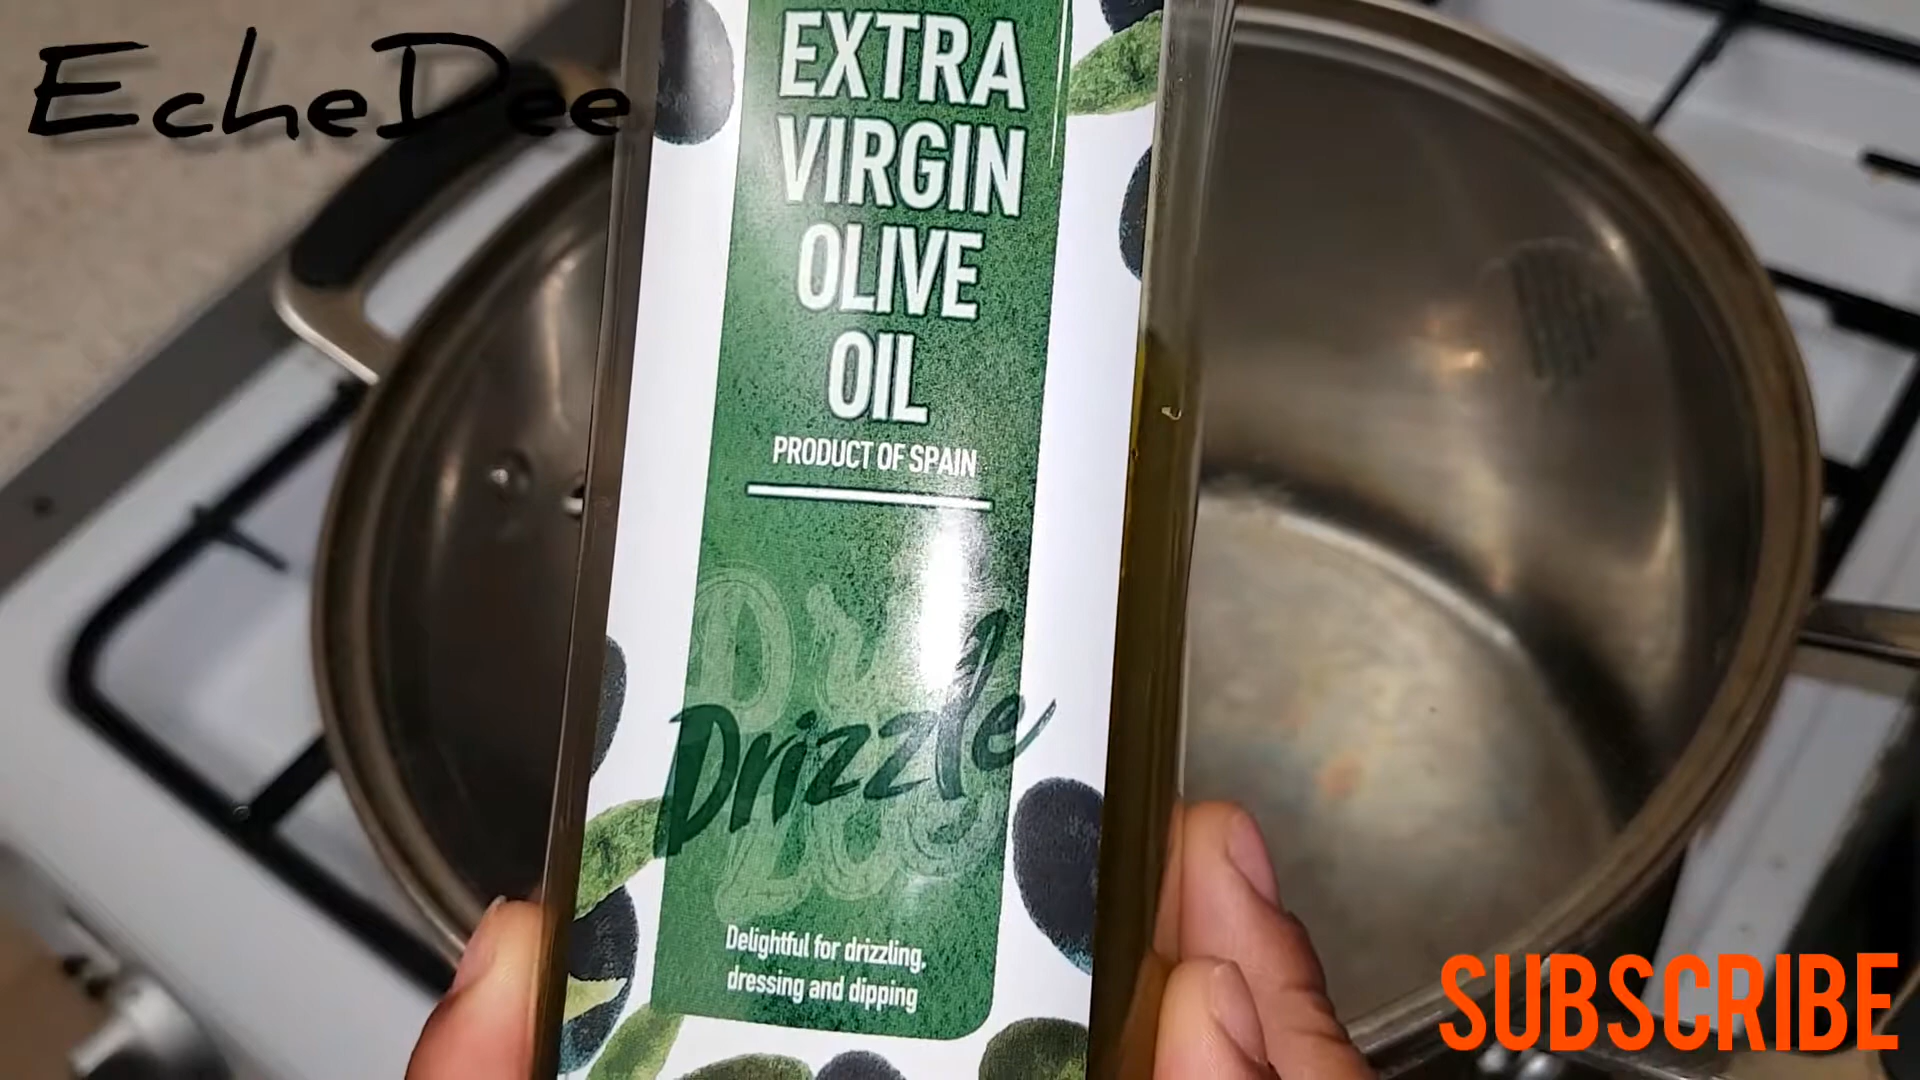 EcheDee
EXTRA
VIRGIN
OLIVE
OIL
PRODUCT OF SPAIN
Drizzle
Delightful for drizzling,
dressing and dipping
SUBSCRIBE